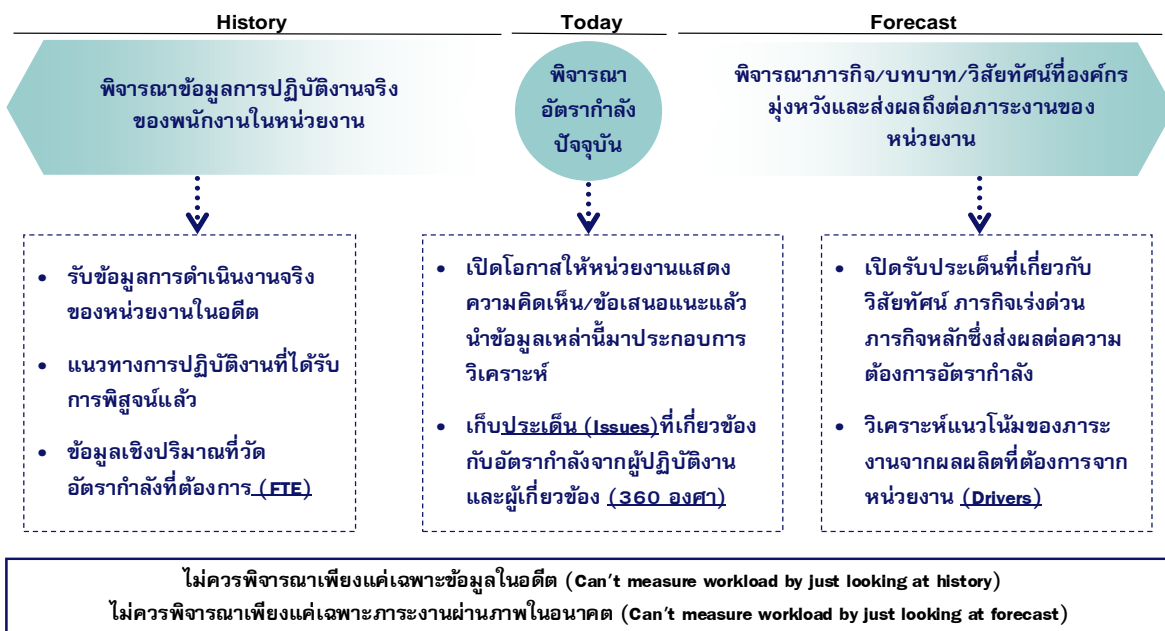 History
Today
Forecast
พิจารณาข้อมูลการปฏิบัติงานจริง
ของพนักงานในหน่วยงาน
พิจารณา
อัตรากำลัง
ปัจจุบัน
พิจารณาภารกิจ/บทบาท/วิสัยทัศน์ที่องค์กร
มุ่งหวังและส่งผลถึงต่อภาระงานของ
หน่วยงาน
• รับข้อมูลการดำเนินงานจริง
ของหน่วยงานในอดีต
• แนวทางการปฏิบัติงานที่ได้รับ
การพิสูจน์แล้ว
• ข้อมูลเชิงปริมาณที่วัด
อัตรากำลังที่ต้องการ (FTE)
• เปิดโอกาสให้หน่วยงานแสดง
ความคิดเห็น/ข้อเสนอแนะแล้ว
นำข้อมูลเหล่านี้มาประกอบการ
วิเคราะห์
• เก็บประเด็น (Issues)ที่เกี่ยวข้อง
กับอัตรากำลังจากผู้ปฏิบัติงาน
และผู้เกี่ยวข้อง (360 องศา)
• เปิดรับประเด็นที่เกี่ยวกับ
วิสัยทัศน์ ภารกิจเร่งด่วน
ภารกิจหลักซึ่งส่งผลต่อความ
ต้องการอัตรากำลัง
• วิเคราะห์แนวโน้มของภาระ
งานจากผลผลิตที่ต้องการจาก
หน่วยงาน (Drivers)
ไม่ควรพิจารณาเพียงแค่เฉพาะข้อมูลในอดีต (Can't measure workload by just looking at history)
ไม่ควรพิจารณาเพียงแค่เฉพาะภาระงานผ่านภาพในอนาคต (Can't measure workload by just looking at forecast)